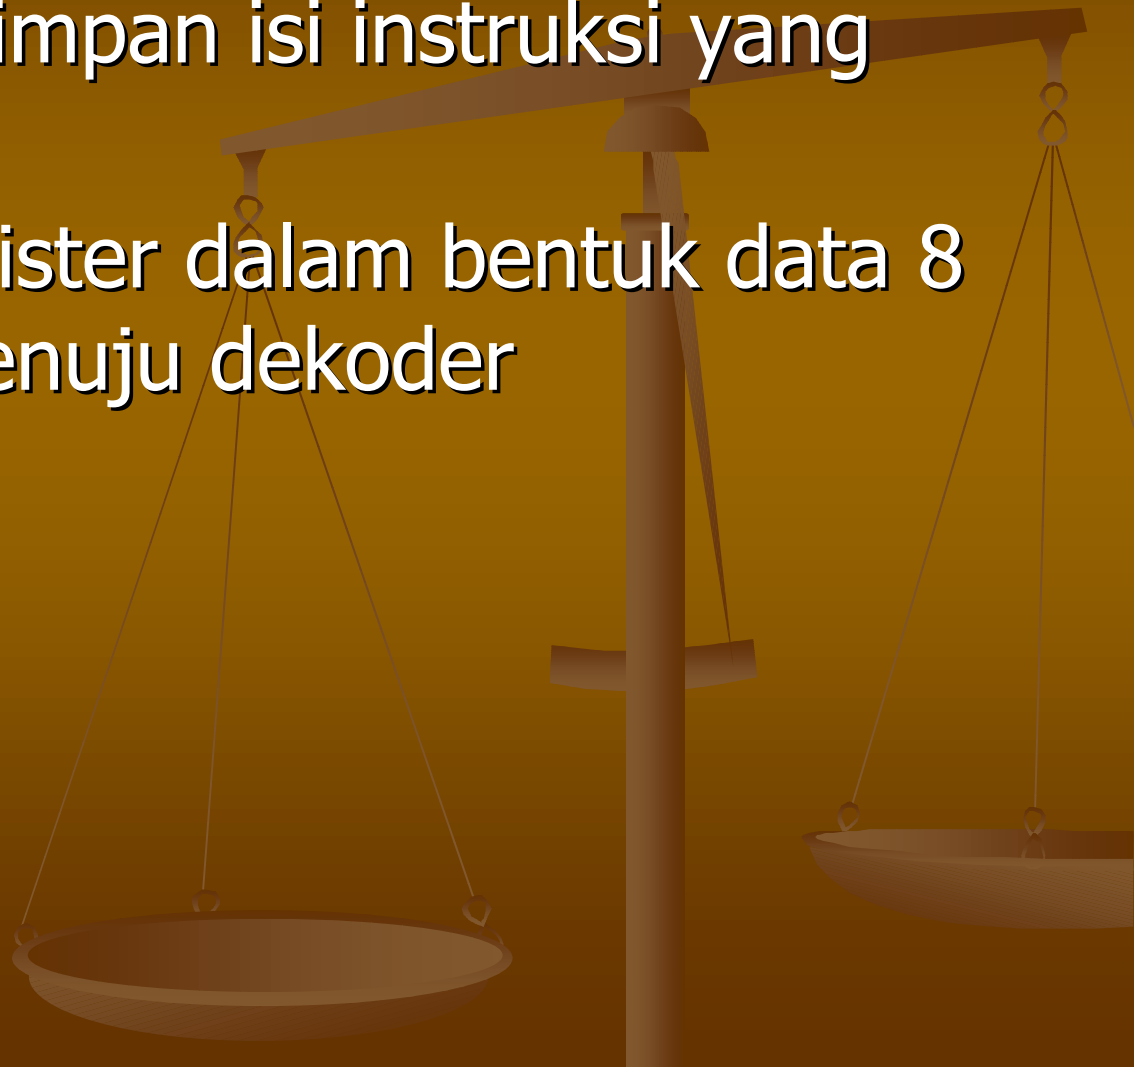 impan isi instruksi yang
ister dalam bentuk data 8
enuju dekoder